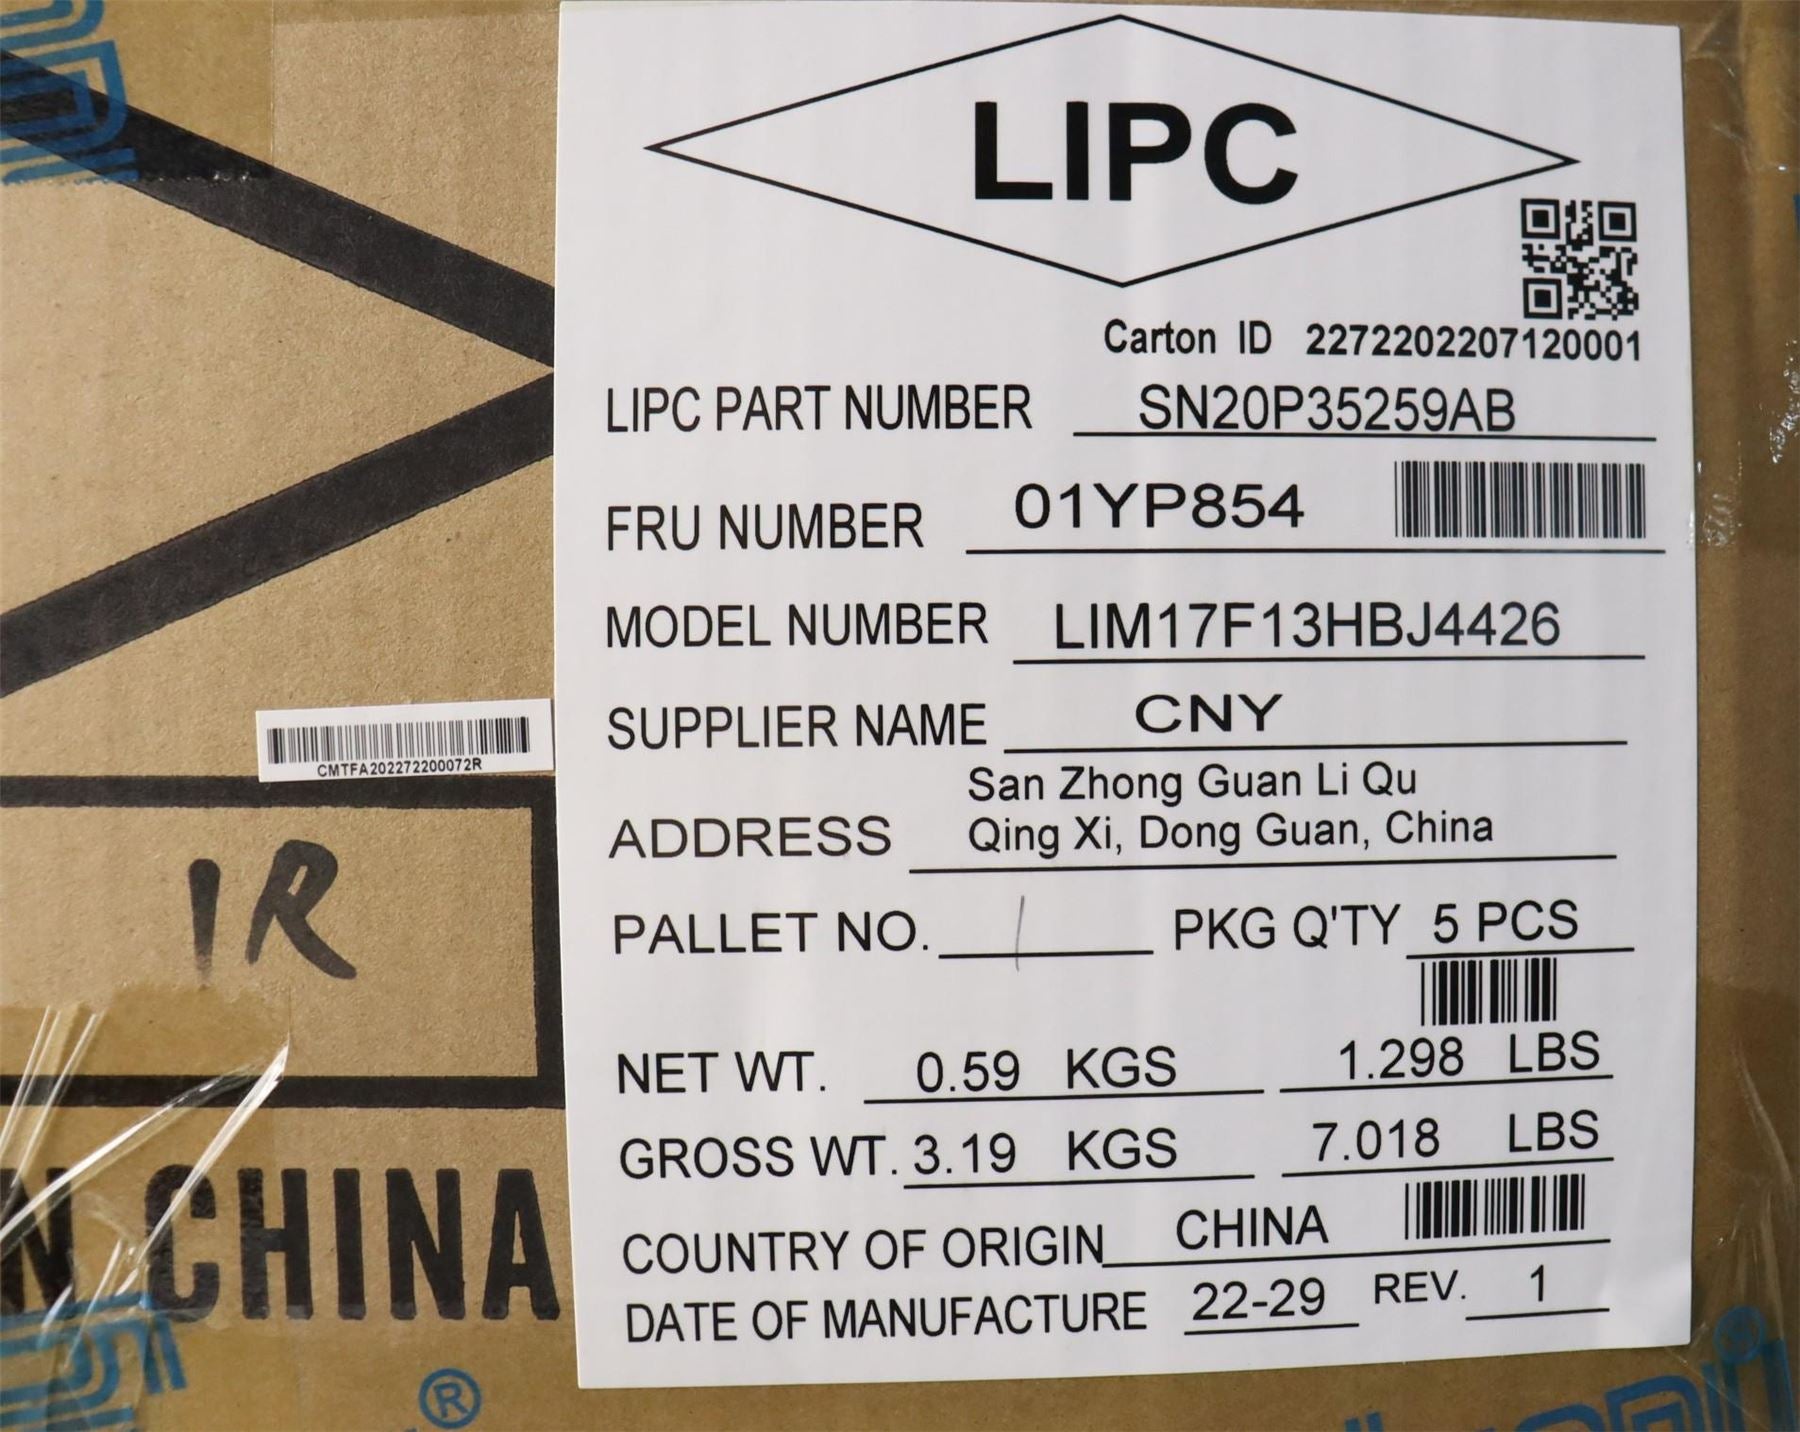 LIPC
Carton ID 2272202207120001
LIPC PART NUMBER SN20P35259AB
FRU NUMBER 01YP854
MODEL NUMBER LIM17F13HBJ4426
SUPPLIER NAME CNY
ADDRESS San Zhong Guan Li Qu
Qing Xi, Dong Guan, China
PALLET NO. 1 PKG Q'TY 5 PCS
NET WT. 0.59 KGS 1.298 LBS
GROSS WT. 3.19 KGS 7.018 LBS
COUNTRY OF ORIGIN CHINA
DATE OF MANUFACTURE 22-29 REV. 1
CMTFA202272200072R
1R
N CHINA
®